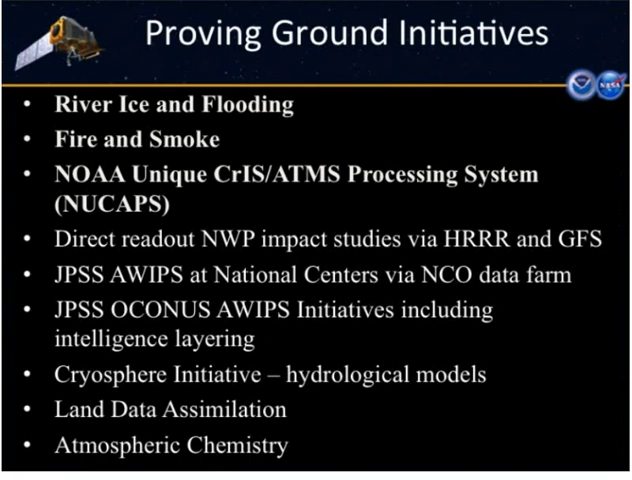 Proving Ground Initiatives
NASA
• River Ice and Flooding
• Fire and Smoke
• NOAA Unique CrIS/ATMS Processing System
(NUCAPS)
• Direct readout NWP impact studies via HRRR and GFS
• JPSS AWIPS at National Centers via NCO data farm
• JPSS OCONUS AWIPS Initiatives including
intelligence layering
• Cryosphere Initiative – hydrological models
• Land Data Assimilation
• Atmospheric Chemistry